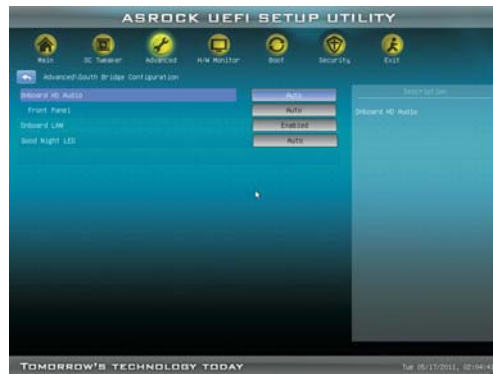 ASROCK UEFI SETUP UTILITY
Main OC Tweaker Advanced H/W Monitor Boot Security Exit
Advanced\South Bridge Configuration
Description
Onboard HD Audio Auto
Onboard HD Audio
Front Panel Auto
Onboard LAN Enabled
Good Night LED Auto
TOMORROW'S TECHNOLOGY TODAY
Tue 05/17/2011,